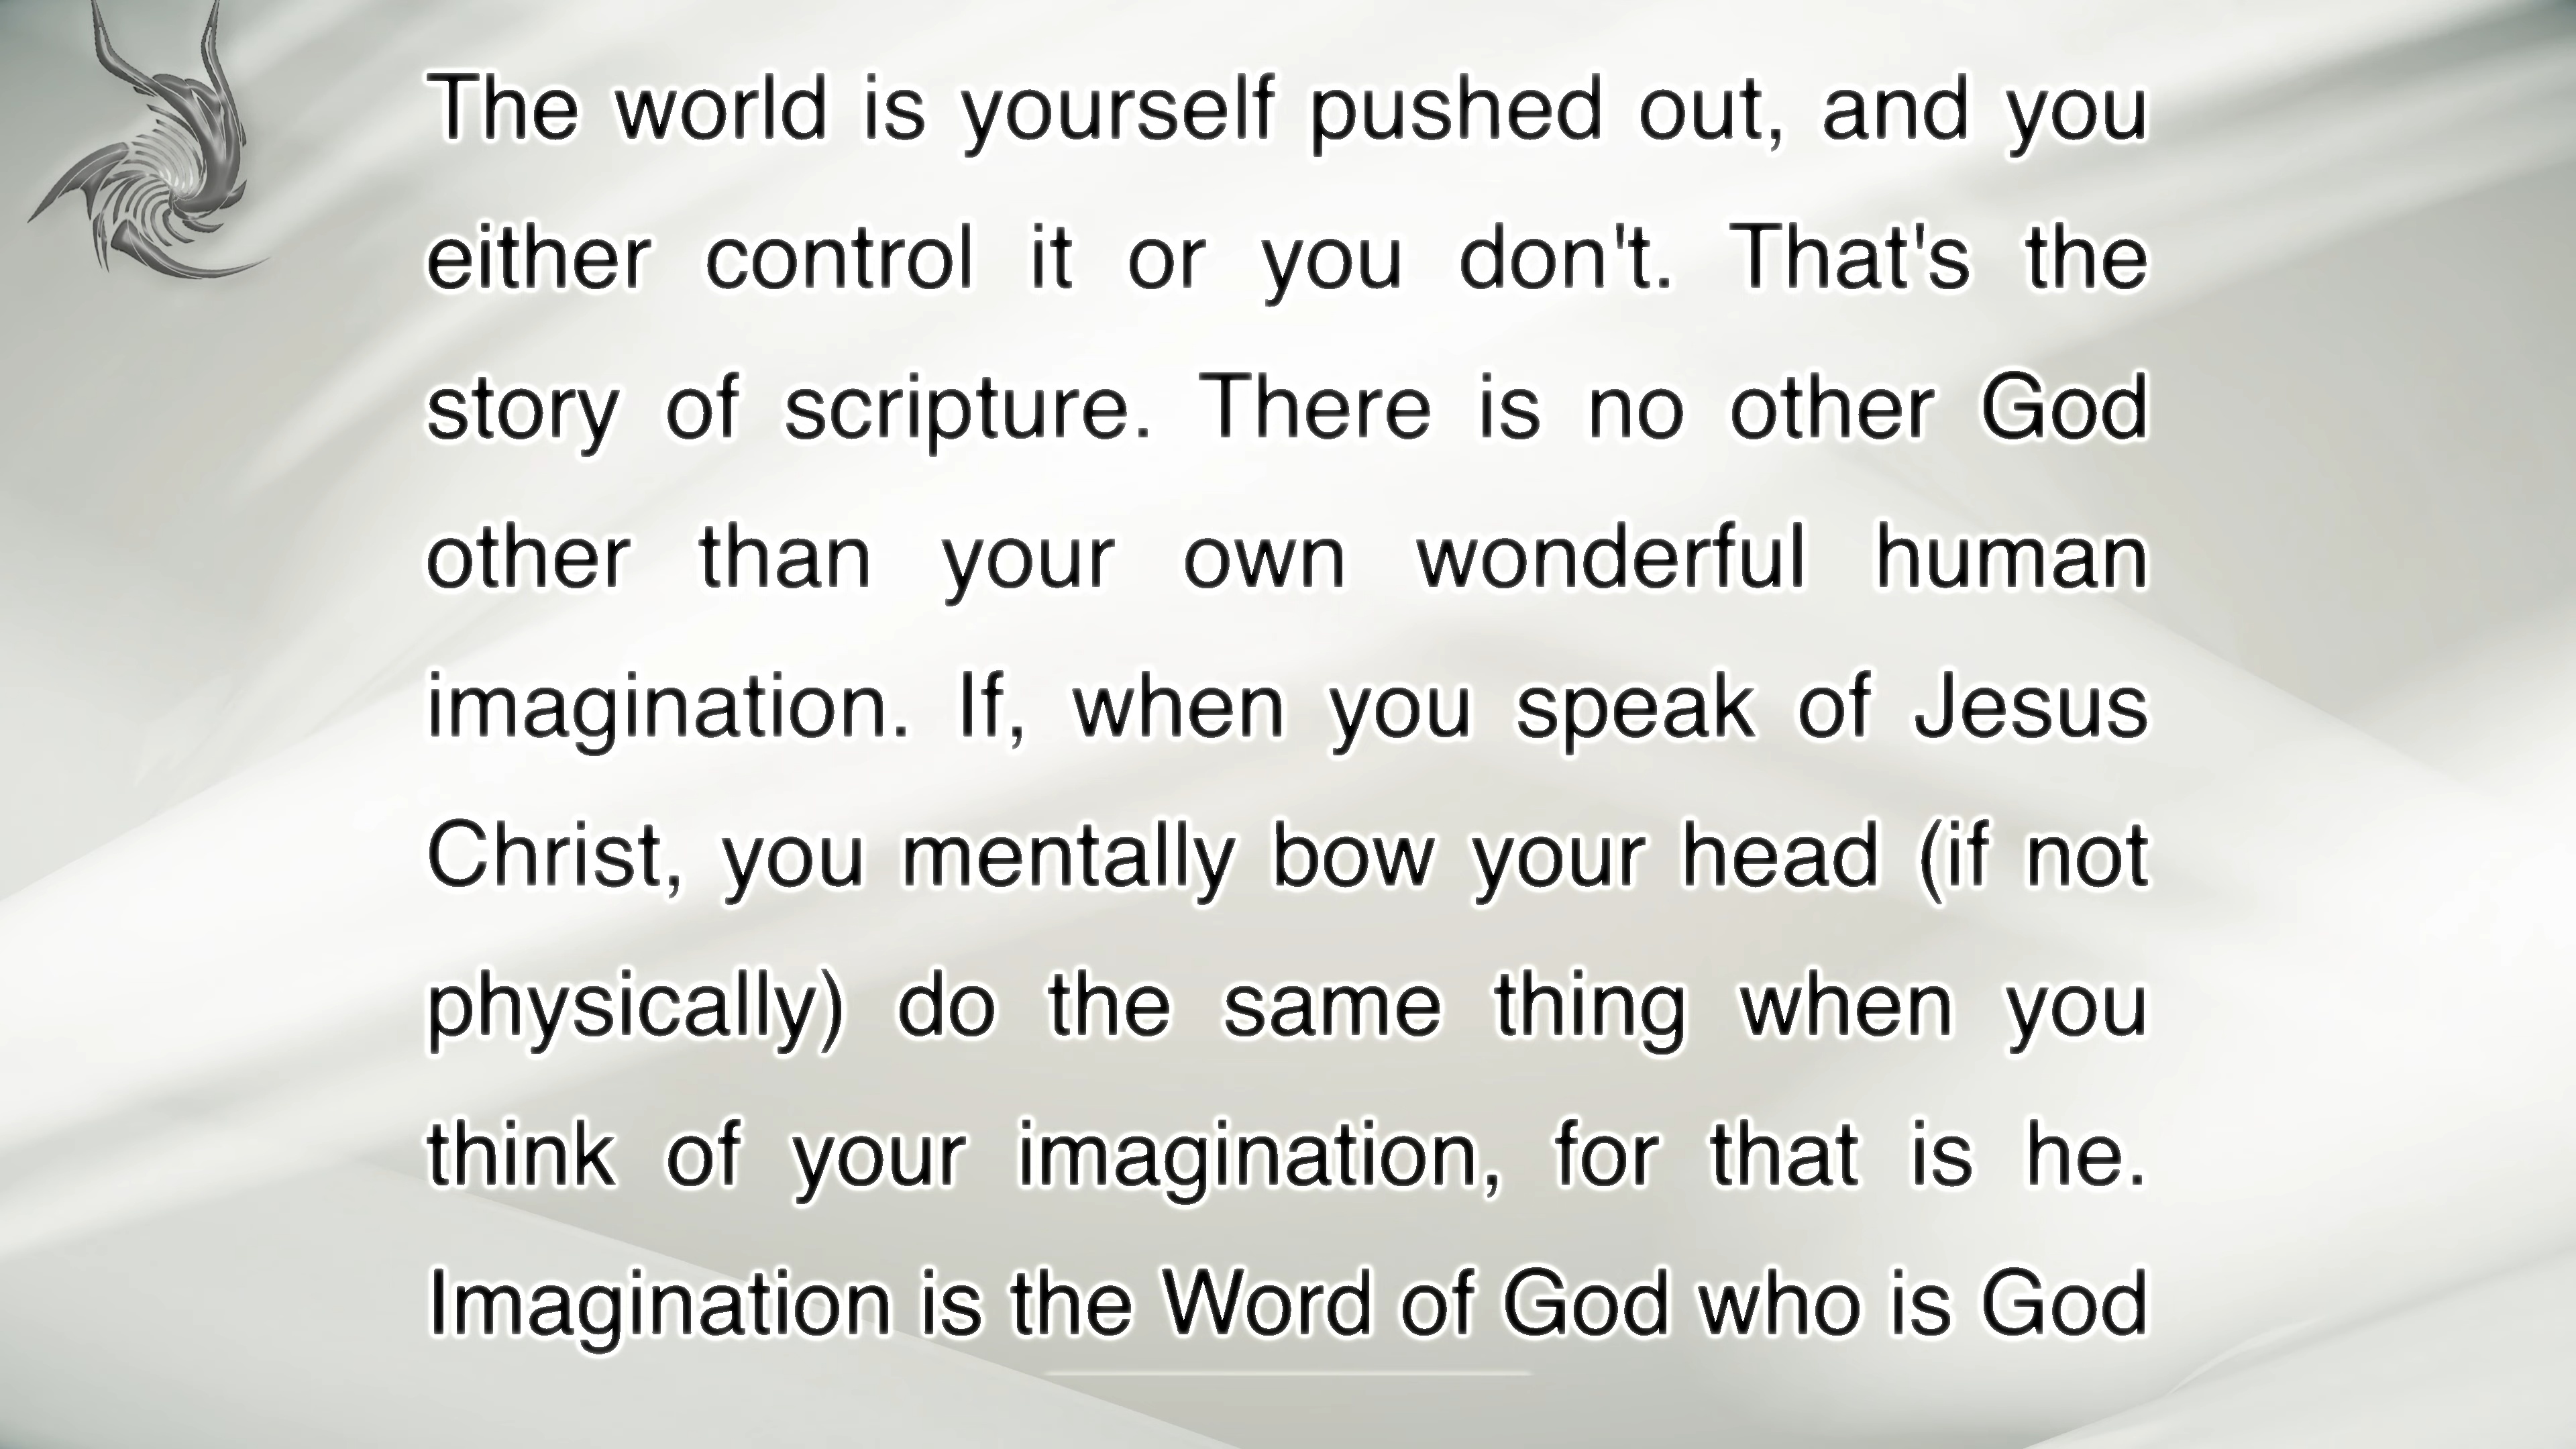 The world is yourself pushed out, and you
either control it or you don't. That's the
story of scripture. There is no other God
other than your own wonderful human
imagination. If, when you speak of Jesus
Christ, you mentally bow your head (if not
physically) do the same thing when you
think of your imagination, for that is he.
Imagination is the Word of God who is God